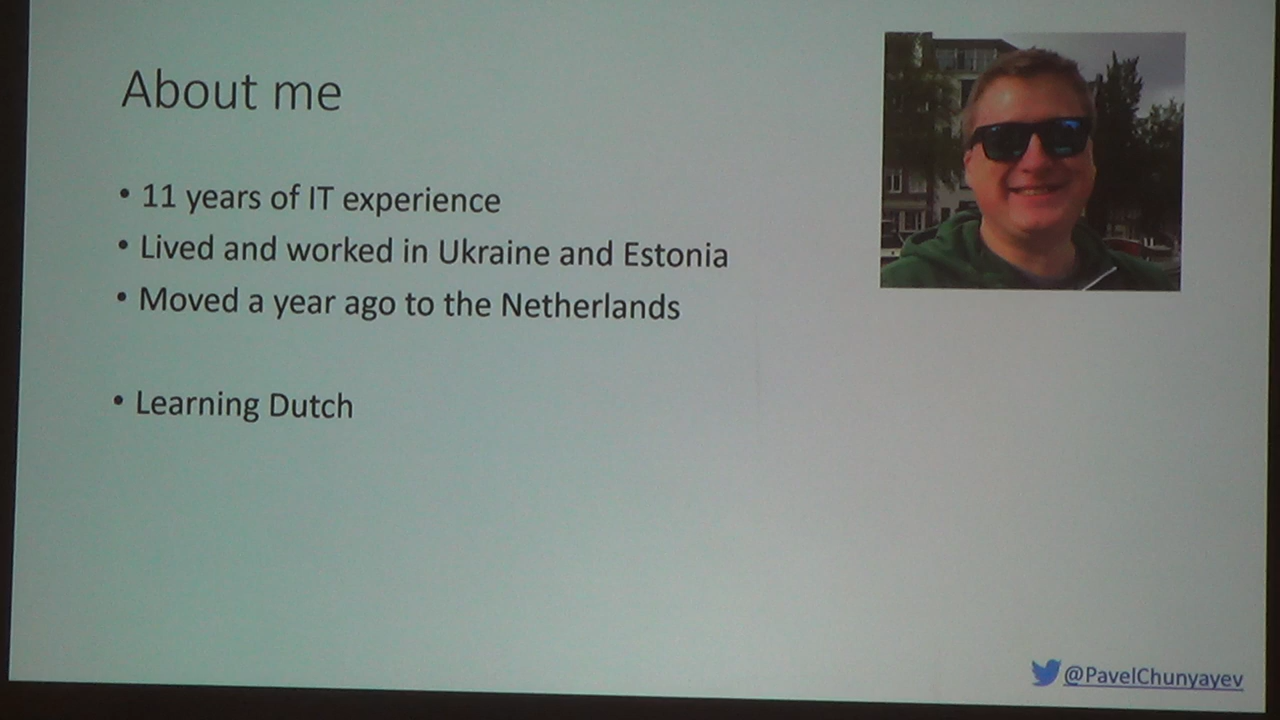 About me
• 11 years of IT experience
• Lived and worked in Ukraine and Estonia
• Moved a year ago to the Netherlands
• Learning Dutch
@PavelChunyayev